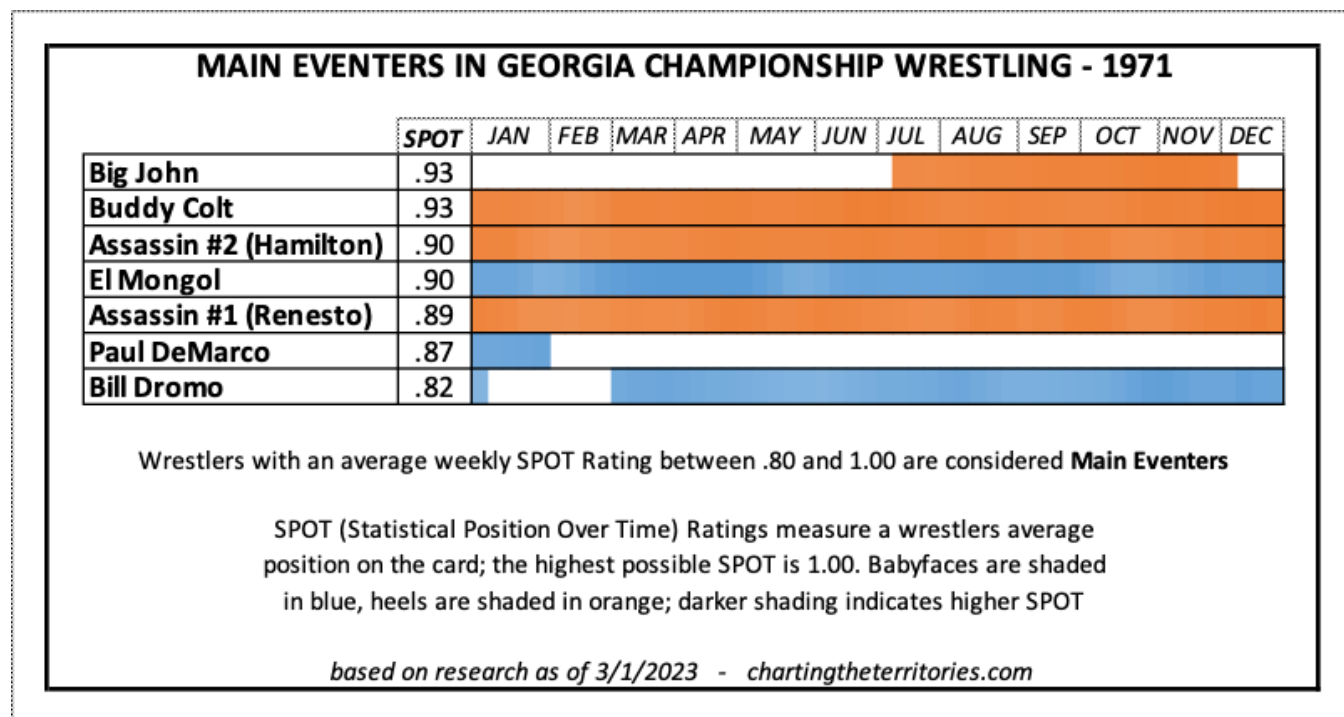 MAIN EVENTERS IN GEORGIA CHAMPIONSHIP WRESTLING - 1971
SPOT JAN FEB MAR APR MAY JUN JUL AUG SEP OCT NOV DEC
Big John .93
Buddy Colt .93
Assassin #2 (Hamilton) .90
El Mongol .90
Assassin #1 (Renesto) .89
Paul DeMarco .87
Bill Dromo .82
Wrestlers with an average weekly SPOT Rating between .80 and 1.00 are considered Main Eventers
SPOT (Statistical Position Over Time) Ratings measure a wrestlers average
position on the card; the highest possible SPOT is 1.00. Babyfaces are shaded
in blue, heels are shaded in orange; darker shading indicates higher SPOT
based on research as of 3/1/2023 - chartingtheterritories.com